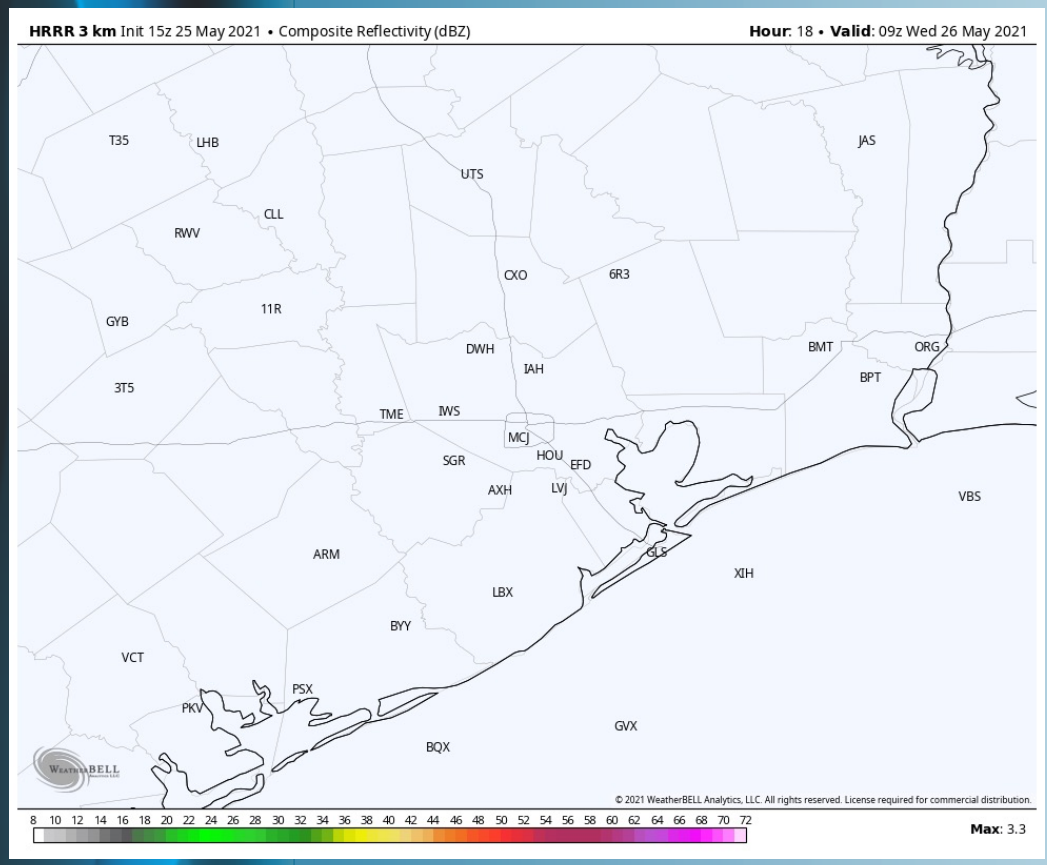 HRRR 3 km Init 15z 25 May 2021 • Composite Reflectivity (dBZ)
Hour: 18 • Valid: 09z Wed 26 May 2021
T35
LHB
JAS
UTS
CLL
RWV
CXO
6R3
11R
GYB
DWH
BMT
ORG
IAH
BPT
3T5
TME
IWS
MCJ
HOU
SGR
EFD
AXH
LVJ
VBS
ARM
GLS
XIH
LBX
BYY
VCT
PSX
PKV
GVX
BQX
WEATHERBELL
Analytics LLC
© 2021 WeatherBELL Analytics, LLC. All rights reserved. License required for commercial distribution.
8 10 12 14 16 18 20 22 24 26 28 30 32 34 36 38 40 42 44 46 48 50 52 54 56 58 60 62 64 66 68 70 72
Max: 3.3